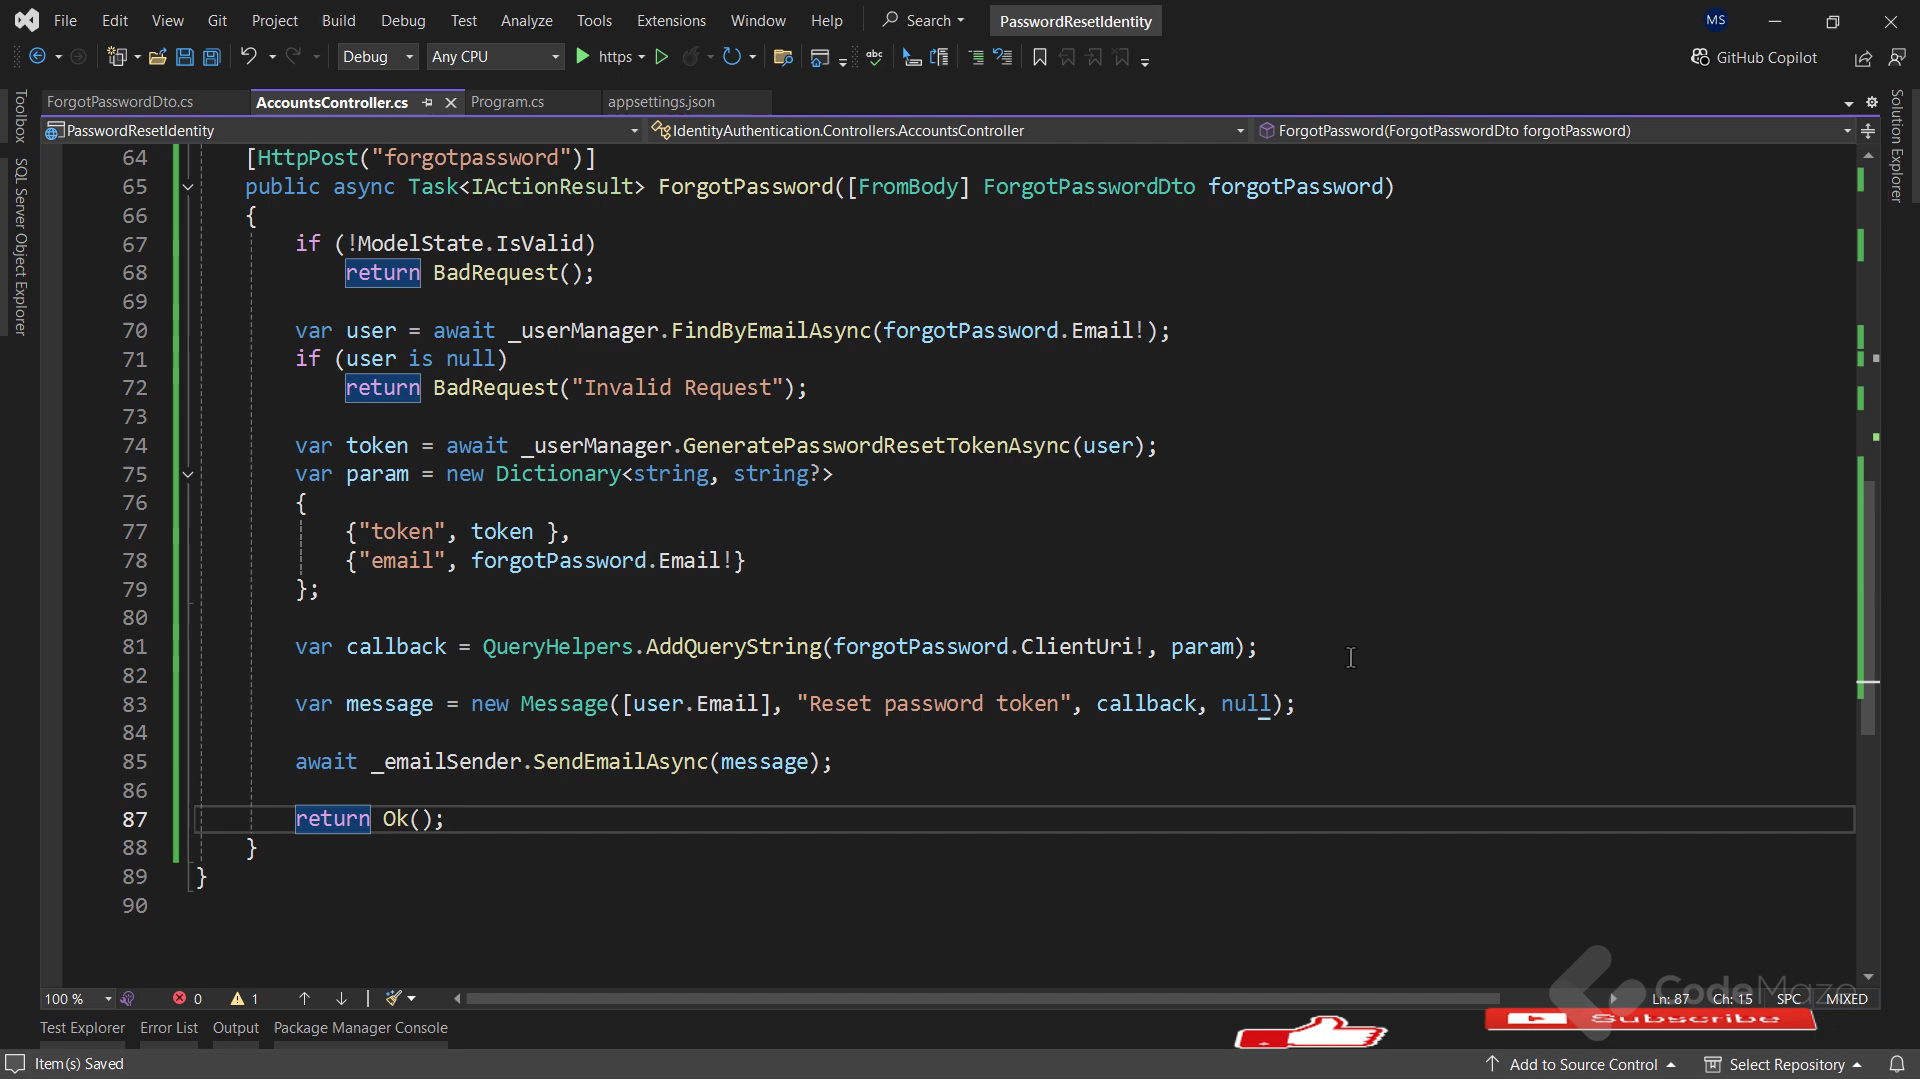 File Edit View Git Project Build Debug Test Analyze Tools Extensions Window Help Search PasswordResetIdentity MS
Debug Any CPU https abc GitHub Copilot
ForgotPasswordDto.cs AccountsController.cs Program.cs appsettings.json
PasswordResetIdentity IdentityAuthentication.Controllers.AccountsController ForgotPassword(ForgotPasswordDto forgotPassword)
Toolbox
SQL Server Object Explorer
Solution Explorer
64 [HttpPost("forgotpassword")]
65 public async Task<IActionResult> ForgotPassword([FromBody] ForgotPasswordDto forgotPassword)
66 {
67 if (!ModelState.IsValid)
68 return BadRequest();
69
70 var user = await _userManager.FindByEmailAsync(forgotPassword.Email!);
71 if (user is null)
72 return BadRequest("Invalid Request");
73
74 var token = await _userManager.GeneratePasswordResetTokenAsync(user);
75 var param = new Dictionary<string, string?>
76 {
77 {"token", token },
78 {"email", forgotPassword.Email!}
79 };
80
81 var callback = QueryHelpers.AddQueryString(forgotPassword.ClientUri!, param);
82
83 var message = new Message([user.Email], "Reset password token", callback, null);
84
85 await _emailSender.SendEmailAsync(message);
86
87 return Ok();
88 }
89 }
90
100 % 0 1 Ln: 87 Ch: 15 SPC MIXED
CodeMaze
Subscribe
Test Explorer Error List Output Package Manager Console
Item(s) Saved Add to Source Control Select Repository